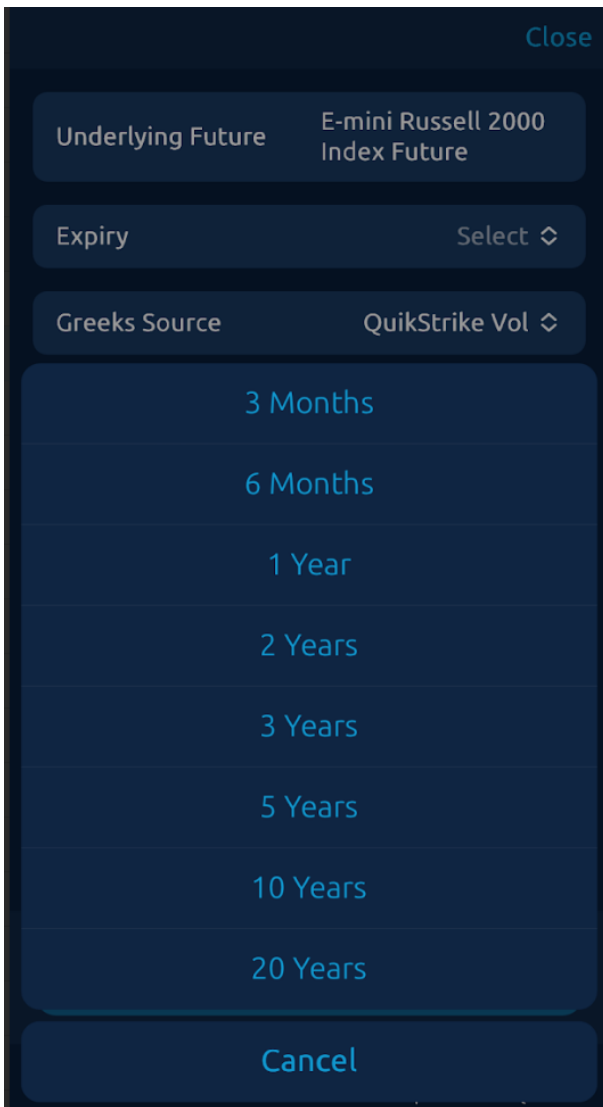 Close
Underlying Future
E-mini Russell 2000
Index Future
Expiry
Select
Greeks Source
QuikStrike Vol
3 Months
6 Months
1 Year
2 Years
3 Years
5 Years
10 Years
20 Years
Cancel